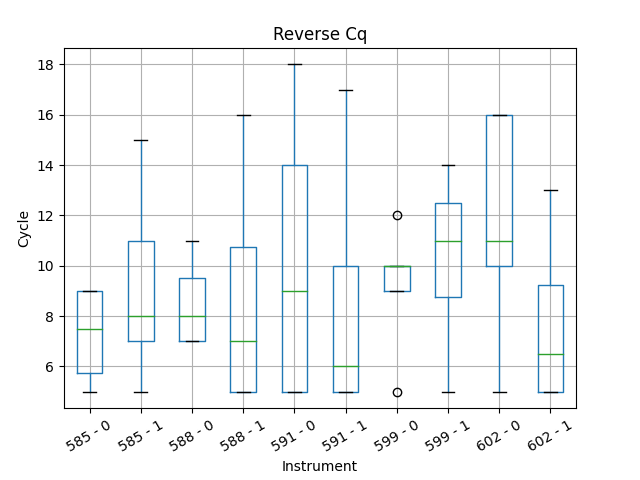 Reverse Cq
18
16
14
12
10
8
6
Cycle
585 - 0
585 - 1
588 - 0
588 - 1
591 - 0
591 - 1
599 - 0
599 - 1
602 - 0
602 - 1
Instrument